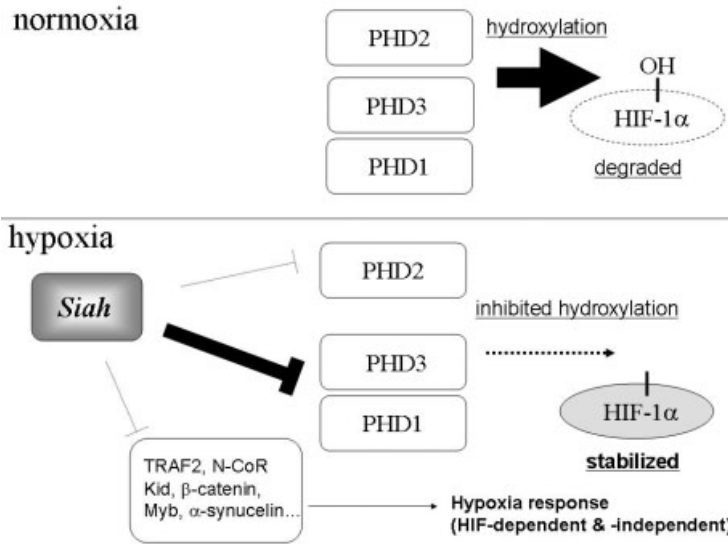 normoxia
PHD2
hydroxylation
PHD3
OH
HIF-1α
PHD1
degraded
hypoxia
PHD2
Siah
inhibited hydroxylation
PHD3
HIF-1α
PHD1
stabilized
TRAF2, N-CoR
Kid, β-catenin,
Myb, α-synucelin...
Hypoxia response
(HIF-dependent & -independent)